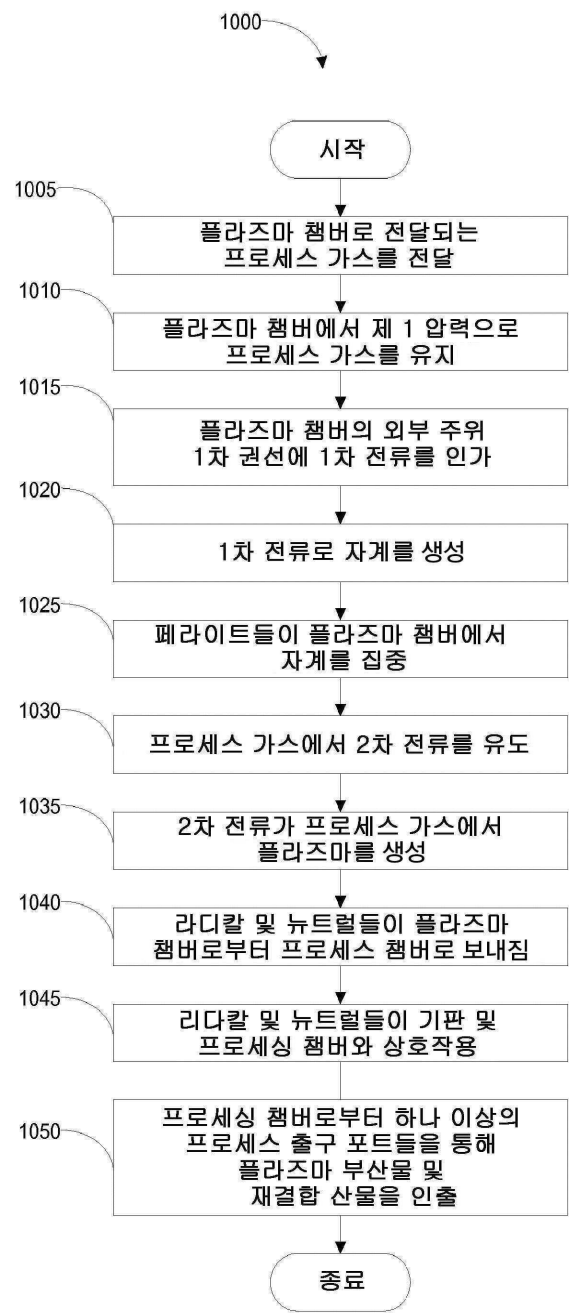 1000
시작
1005
플라즈마 챔버로 전달되는
프로세스 가스를 전달
1010
플라즈마 챔버에서 제 1 압력으로
프로세스 가스를 유지
1015
플라즈마 챔버의 외부 주위
1차 권선에 1차 전류를 인가
1020
1차 전류로 자계를 생성
1025
페라이트들이 플라즈마 챔버에서
자계를 집중
1030
프로세스 가스에서 2차 전류를 유도
1035
2차 전류가 프로세스 가스에서
플라즈마를 생성
1040
라디칼 및 뉴트럴들이 플라즈마
챔버로부터 프로세스 챔버로 보내짐
1045
리다칼 및 뉴트럴들이 기판 및
프로세싱 챔버와 상호작용
1050
프로세싱 챔버로부터 하나 이상의
프로세스 출구 포트들을 통해
플라즈마 부산물 및
재결합 산물을 인출
종료